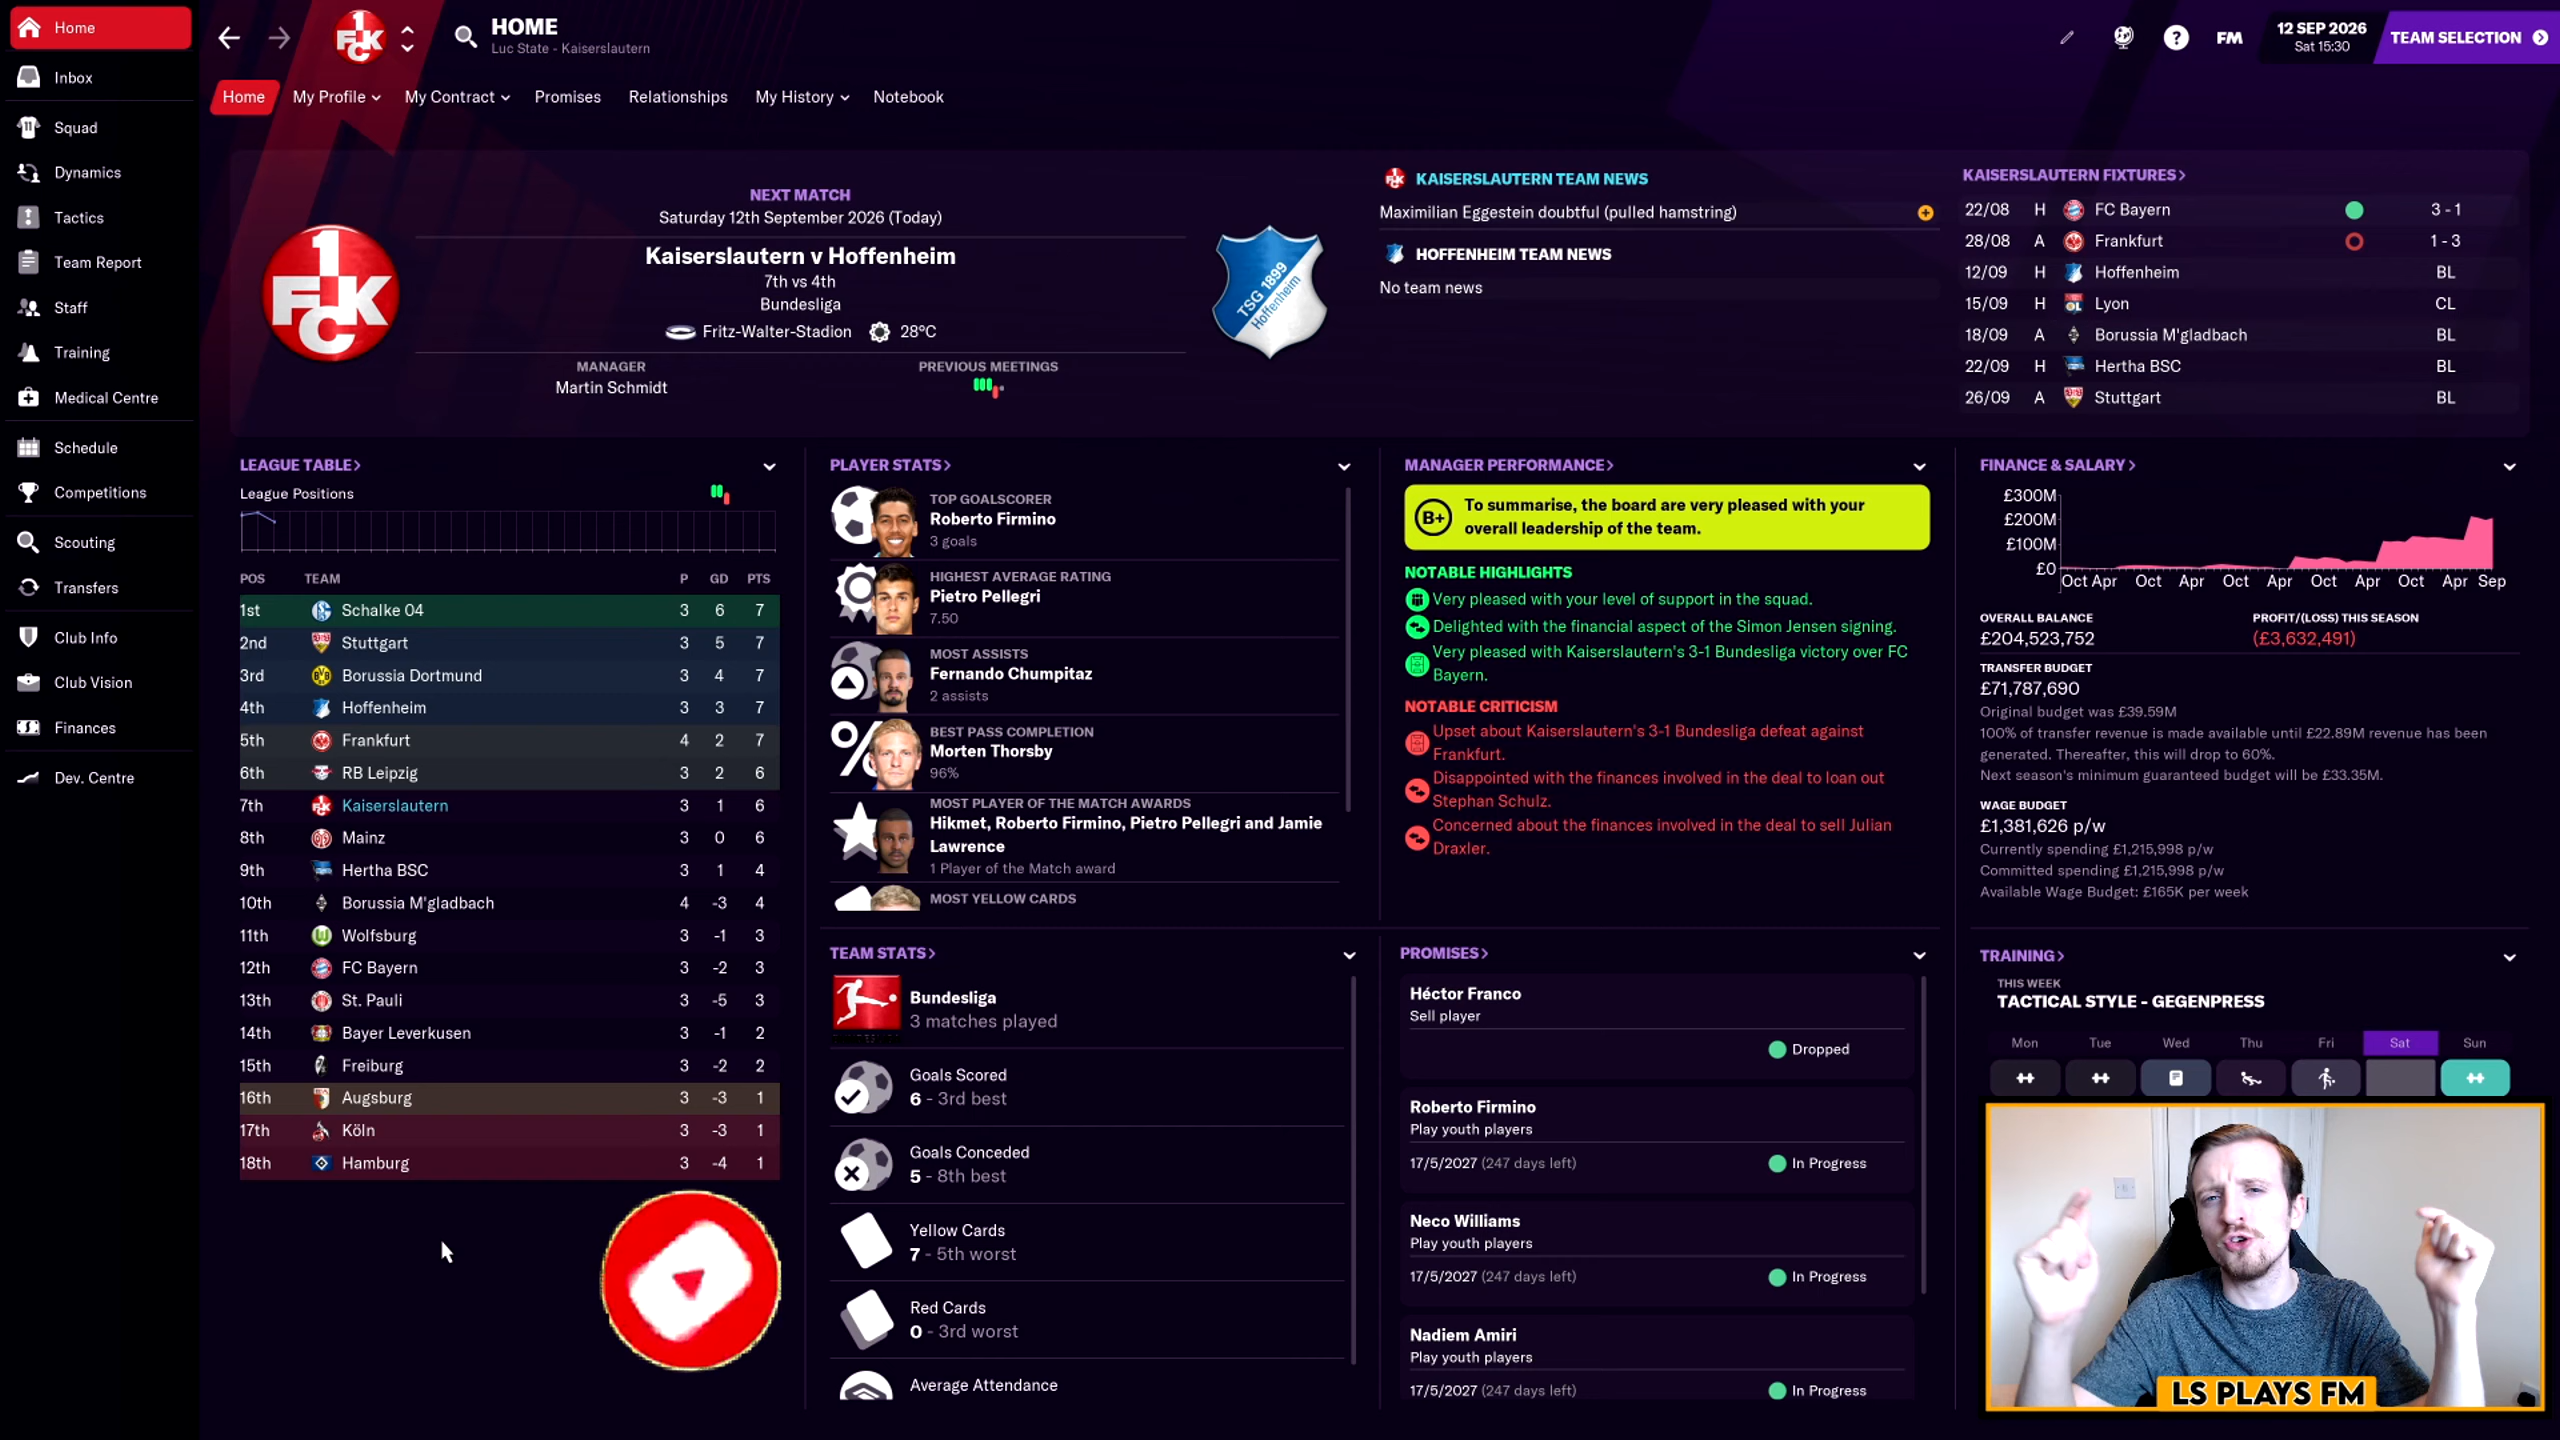 Home
Inbox
Squad
Dynamics
Tactics
Team Report
Staff
Training
Medical Centre
Schedule
Competitions
Scouting
Transfers
Club Info
Club Vision
Finances
Dev. Centre
HOME
Luc State - Kaiserslautern
FM
12 SEP 2026
Sat 15:30
TEAM SELECTION
Home My Profile My Contract Promises Relationships My History Notebook
NEXT MATCH
Saturday 12th September 2026 (Today)
Kaiserslautern v Hoffenheim
7th vs 4th
Bundesliga
Fritz-Walter-Stadion 28°C
MANAGER
Martin Schmidt
PREVIOUS MEETINGS
1 FCK
TSG 1899
Hoffenheim
KAISERSLAUTERN TEAM NEWS
Maximilian Eggestein doubtful (pulled hamstring)
HOFFENHEIM TEAM NEWS
No team news
KAISERSLAUTERN FIXTURES>
22/08 H FC Bayern 3 - 1
28/08 A Frankfurt 1 - 3
12/09 H Hoffenheim BL
15/09 H Lyon CL
18/09 A Borussia M'gladbach BL
22/09 H Hertha BSC BL
26/09 A Stuttgart BL
LEAGUE TABLE>
League Positions
POS TEAM P GD PTS
1st Schalke 04 3 6 7
2nd Stuttgart 3 5 7
3rd Borussia Dortmund 3 4 7
4th Hoffenheim 3 3 7
5th Frankfurt 4 2 7
6th RB Leipzig 3 2 6
7th Kaiserslautern 3 1 6
8th Mainz 3 0 6
9th Hertha BSC 3 1 4
10th Borussia M'gladbach 4 -3 4
11th Wolfsburg 3 -1 3
12th FC Bayern 3 -2 3
13th St. Pauli 3 -5 3
14th Bayer Leverkusen 3 -1 2
15th Freiburg 3 -2 2
16th Augsburg 3 -3 1
17th Köln 3 -3 1
18th Hamburg 3 -4 1
PLAYER STATS>
TOP GOALSCORER
Roberto Firmino
3 goals
HIGHEST AVERAGE RATING
Pietro Pellegri
7.50
MOST ASSISTS
Fernando Chumpitaz
2 assists
BEST PASS COMPLETION
Morten Thorsby
96%
MOST PLAYER OF THE MATCH AWARDS
Hikmet, Roberto Firmino, Pietro Pellegri and Jamie
Lawrence
1 Player of the Match award
MOST YELLOW CARDS
TEAM STATS>
Bundesliga
3 matches played
Goals Scored
6 - 3rd best
Goals Conceded
5 - 8th best
Yellow Cards
7 - 5th worst
Red Cards
0 - 3rd worst
Average Attendance
MANAGER PERFORMANCE>
B+
To summarise, the board are very pleased with your
overall leadership of the team.
NOTABLE HIGHLIGHTS
Very pleased with your level of support in the squad.
Delighted with the financial aspect of the Simon Jensen signing.
Very pleased with Kaiserslautern's 3-1 Bundesliga victory over FC
Bayern.
NOTABLE CRITICISM
Upset about Kaiserslautern's 3-1 Bundesliga defeat against
Frankfurt.
Disappointed with the finances involved in the deal to loan out
Stephan Schulz.
Concerned about the finances involved in the deal to sell Julian
Draxler.
PROMISES>
Héctor Franco
Sell player
Dropped
Roberto Firmino
Play youth players
17/5/2027 (247 days left) In Progress
Neco Williams
Play youth players
17/5/2027 (247 days left) In Progress
Nadiem Amiri
Play youth players
17/5/2027 (247 days left) In Progress
FINANCE & SALARY>
£300M
£200M
£100M
£0
Oct Apr Oct Apr Oct Apr Oct Apr Oct Apr Sep
OVERALL BALANCE
£204,523,752
PROFIT/(LOSS) THIS SEASON
(£3,632,491)
TRANSFER BUDGET
£71,787,690
Original budget was £39.59M
100% of transfer revenue is made available until £22.89M revenue has been
generated. Thereafter, this will drop to 60%.
Next season's minimum guaranteed budget will be £33.35M.
WAGE BUDGET
£1,381,626 p/w
Currently spending £1,215,998 p/w
Committed spending £1,215,998 p/w
Available Wage Budget: £165K per week
TRAINING>
THIS WEEK
TACTICAL STYLE - GEGENPRESS
Mon Tue Wed Thu Fri Sat Sun
LS PLAYS FM